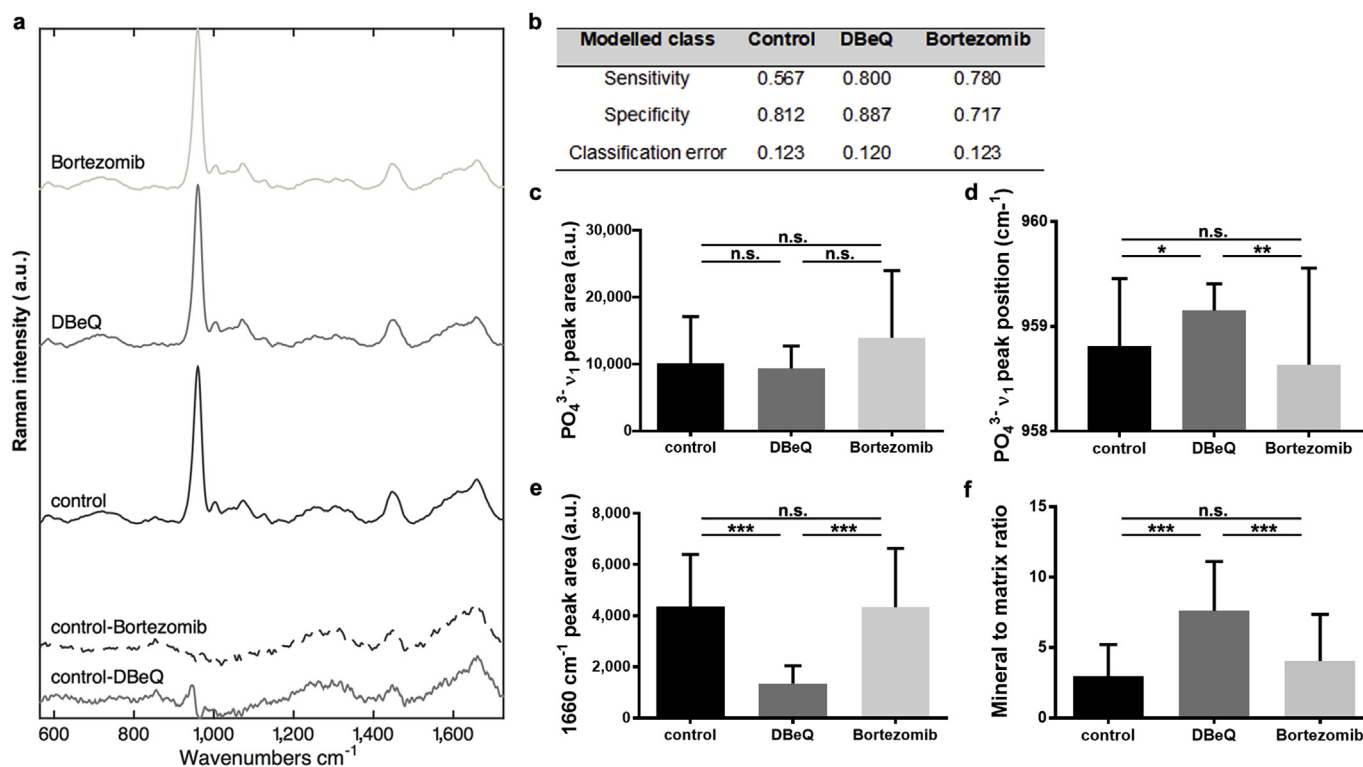 a
Raman intensity (a.u.)
Bortezomib
DBeQ
control
control-Bortezomib
control-DBeQ
600 800 1,000 1,200 1,400 1,600
Wavenumbers cm-1
b
Modelled class Control DBeQ Bortezomib
Sensitivity 0.567 0.800 0.780
Specificity 0.812 0.887 0.717
Classification error 0.123 0.120 0.123
c
PO₄³⁻ ν₁ peak area (a.u.)
30,000
20,000
10,000
0
n.s.
n.s. n.s.
control DBeQ Bortezomib
d
PO₄³⁻ ν₁ peak position (cm-¹)
960
959
958
n.s.
* **
control DBeQ Bortezomib
e
1660 cm⁻¹ peak area (a.u.)
8,000
6,000
4,000
2,000
0
n.s.
*** ***
control DBeQ Bortezomib
f
Mineral to matrix ratio
15
10
5
0
n.s.
*** ***
control DBeQ Bortezomib